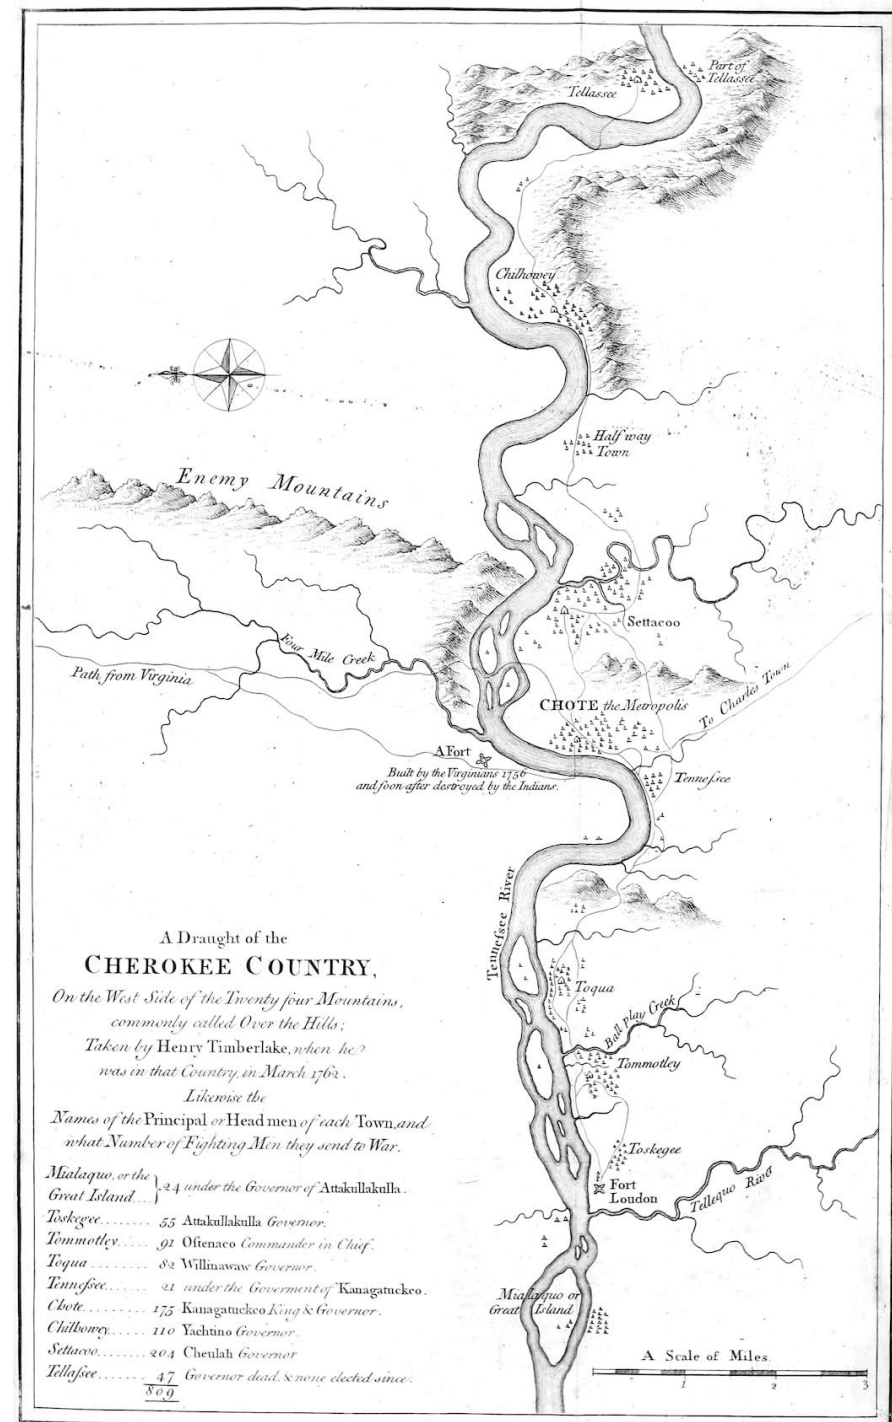 Part of
Tellassee
Tellassee
Chilhowey
Half way
Town
Enemy Mountains
Settacoo
Four Mile Creek
Path from Virginia
CHOTE the Metropolis
To Charles Town
A Fort
Built by the Virginians 1756
and soon after destroyed by the Indians.
Tennessee
Tennessee River
Toqua
Ball play Creek
Tommotley
Toskegee
Fort
Loudon
Tellequo River
Mialaquo or
Great Island
A Draught of the
CHEROKEE COUNTRY,
On the West Side of the Twenty four Mountains,
commonly called Over the Hills;
Taken by Henry Timberlake, when he
was in that Country, in March 1762.
Likewise the
Names of the Principal or Head men of each Town, and
what Number of Fighting Men they send to War.
Mialaquo, or the
Great Island.... } 24 under the Governor of Attakullakulla.
Toskegee........ 55 Attakullakulla Governor.
Tommotley..... 91 Ostenaco Commander in Chief.
Toqua......... 82 Willinawaw Governor.
Tennessee...... 21 under the Goverment of Kanagatuckco.
Chote.......... 175 Kanagatuckco King & Governor.
Chilhowey...... 110 Yachtino Governor.
Settacoo........ 204 Cheulah Governor
Tellassee....... 47 Governor dead, & none elected since.
809
A Scale of Miles.
1 2 3